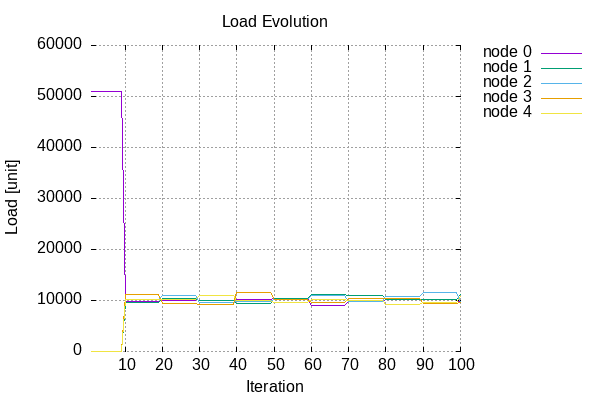 Load Evolution
60000
50000
40000
30000
20000
10000
0
Load [unit]
10 20 30 40 50 60 70 80 90 100
Iteration
node 0
node 1
node 2
node 3
node 4